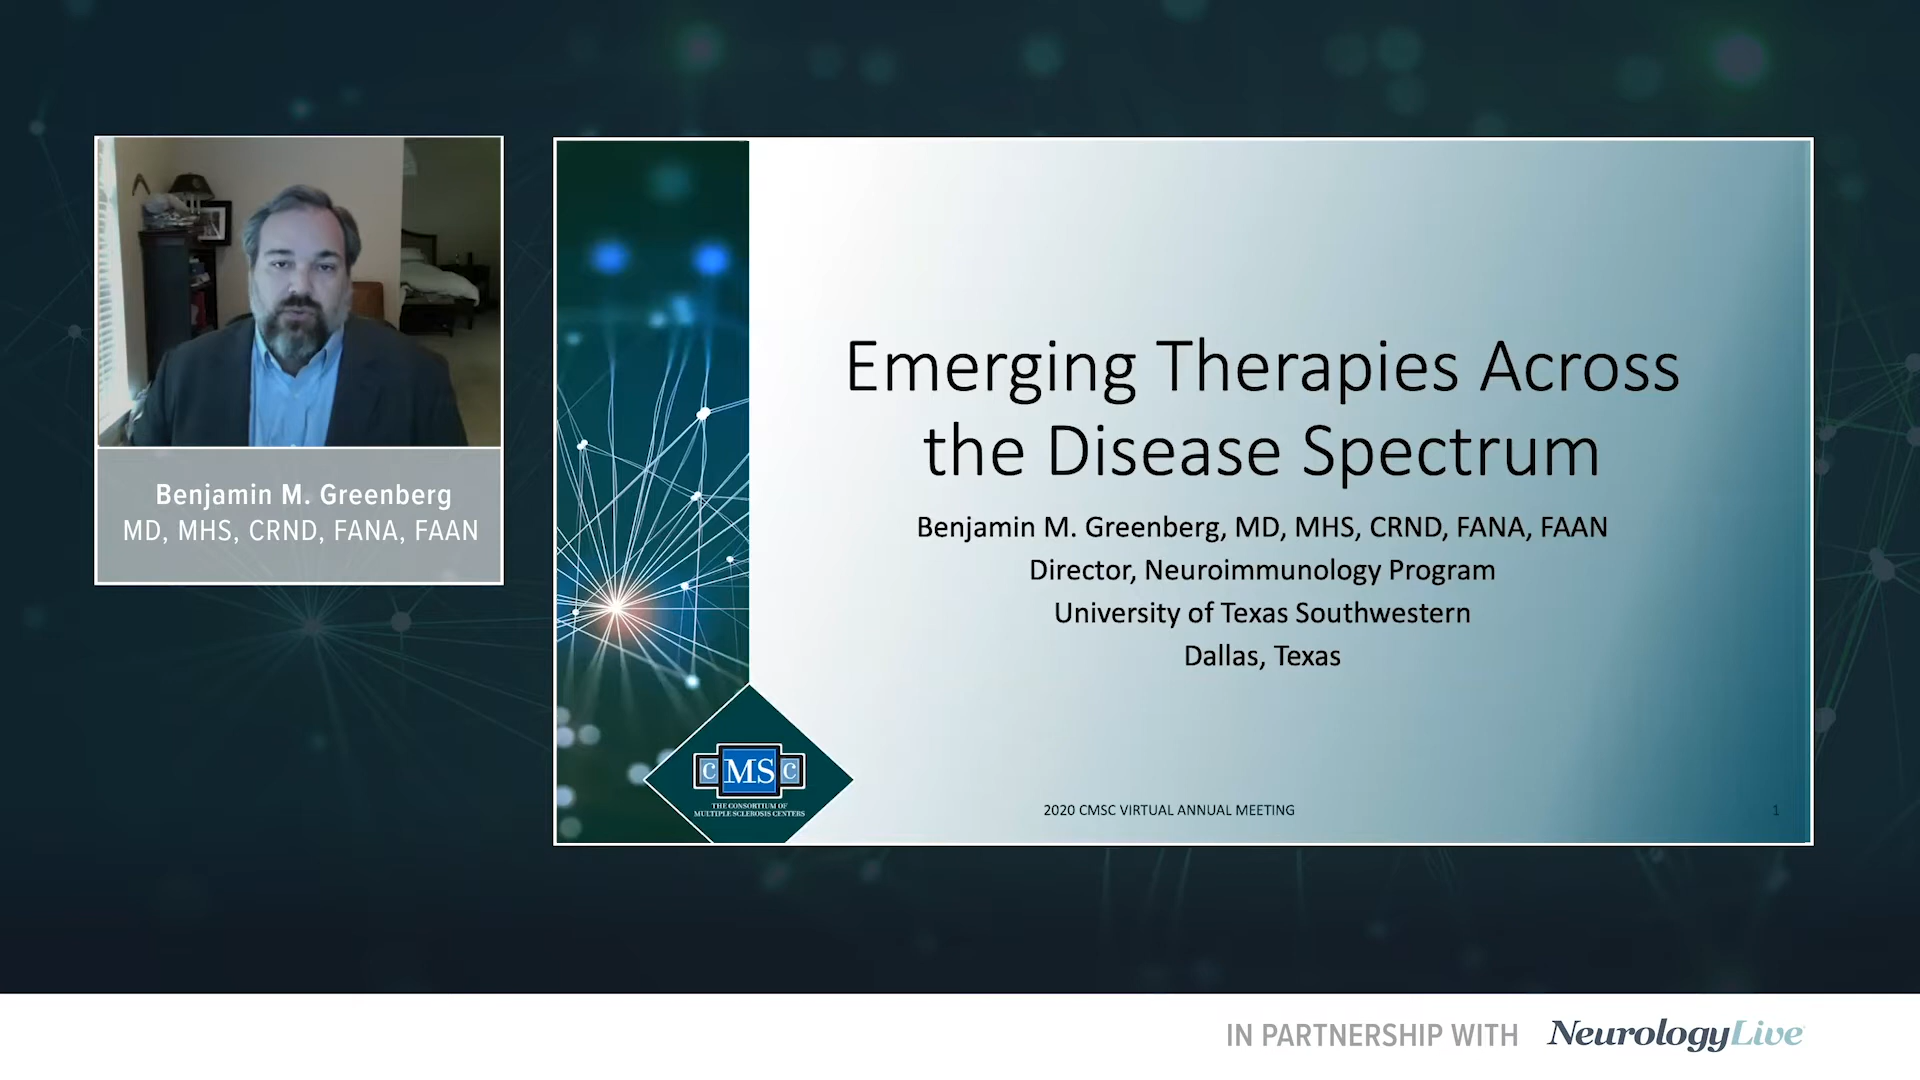 Benjamin M. Greenberg
MD, MHS, CRND, FANA, FAAN
Emerging Therapies Across
the Disease Spectrum
Benjamin M. Greenberg, MD, MHS, CRND, FANA, FAAN
Director, Neuroimmunology Program
University of Texas Southwestern
Dallas, Texas
C MS C
THE CONSORTIUM OF
MULTIPLE SCLEROSIS CENTERS
2020 CMSC VIRTUAL ANNUAL MEETING
1
IN PARTNERSHIP WITH NeurologyLive